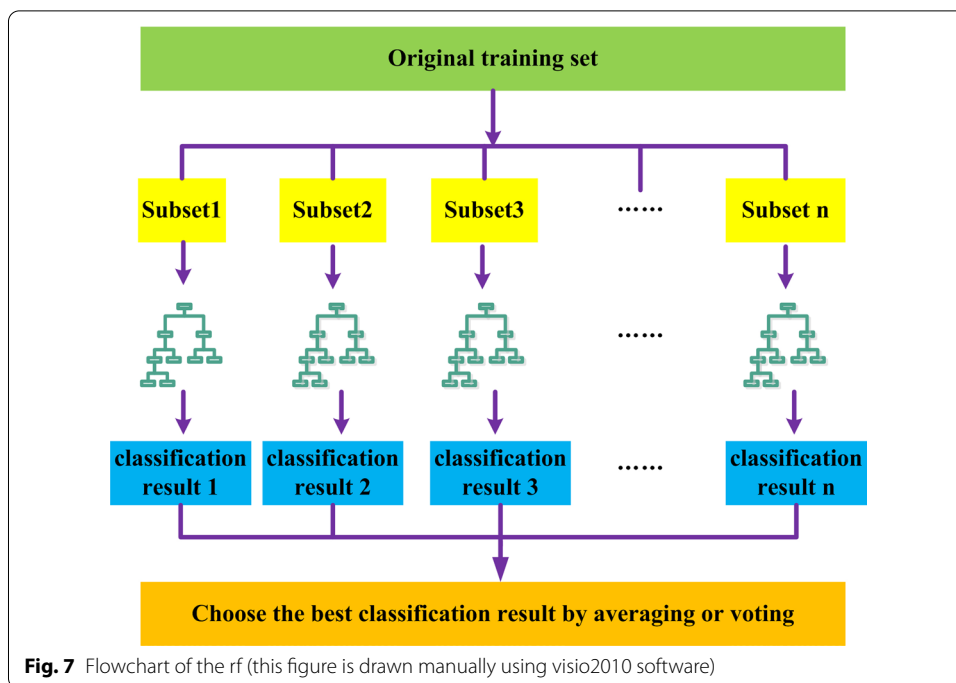 Original training set
Subset1 Subset2 Subset3 ...... Subset n
......
classification result 1
classification result 2
classification result 3
......
classification result n
Choose the best classification result by averaging or voting
Fig. 7 Flowchart of the rf (this figure is drawn manually using visio2010 software)